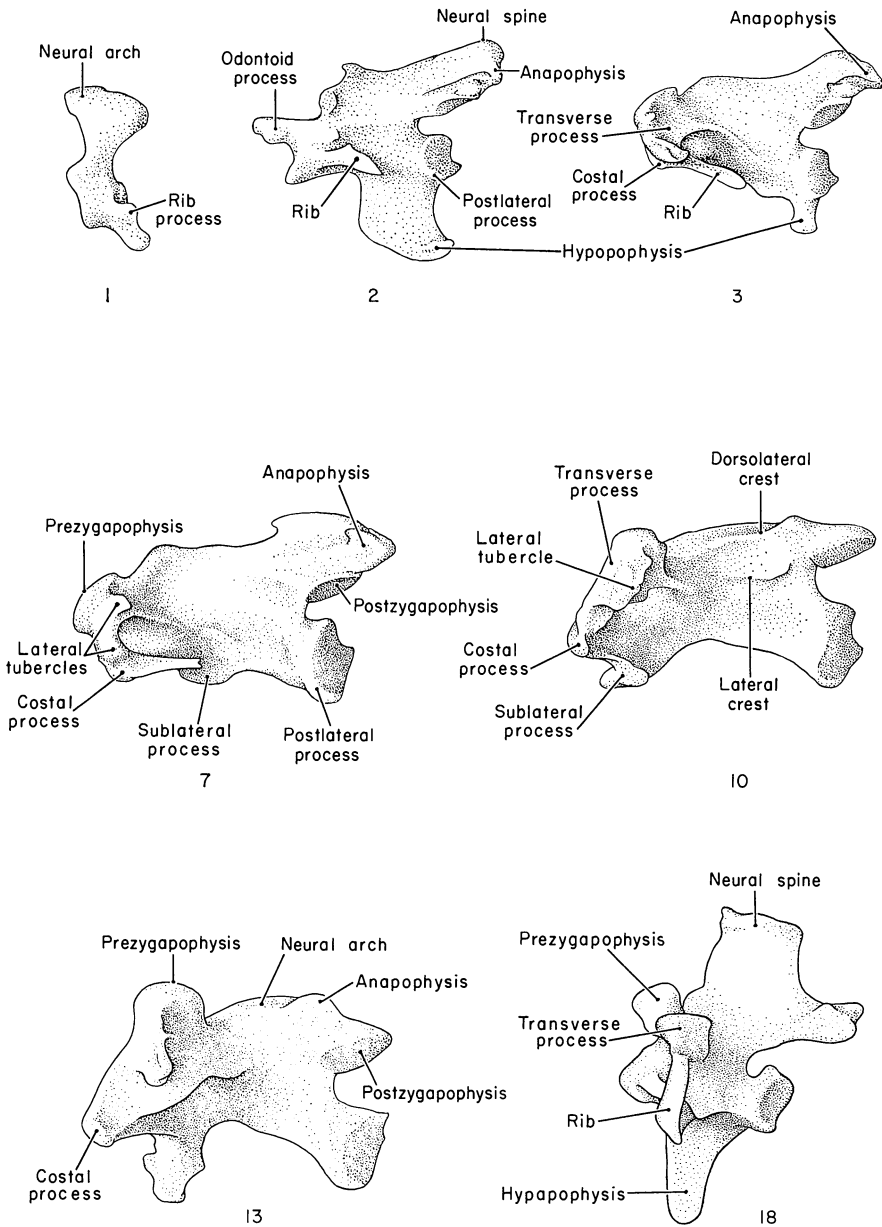 Neural arch
Rib
process
1
Neural spine
Odontoid
process
Anapophysis
Rib
Postlateral
process
Hypopophysis
2
Anapophysis
Transverse
process
Costal
process
Rib
3
Anapophysis
Prezygapophysis
Postzygapophysis
Lateral
tubercles
Costal
process
Sublateral
process
Postlateral
process
7
Dorsolateral
crest
Transverse
process
Lateral
tubercle
Costal
process
Sublateral
process
Lateral
crest
10
Prezygapophysis
Neural arch
Anapophysis
Postzygapophysis
Costal
process
13
Neural spine
Prezygapophysis
Transverse
process
Rib
Hypapophysis
18